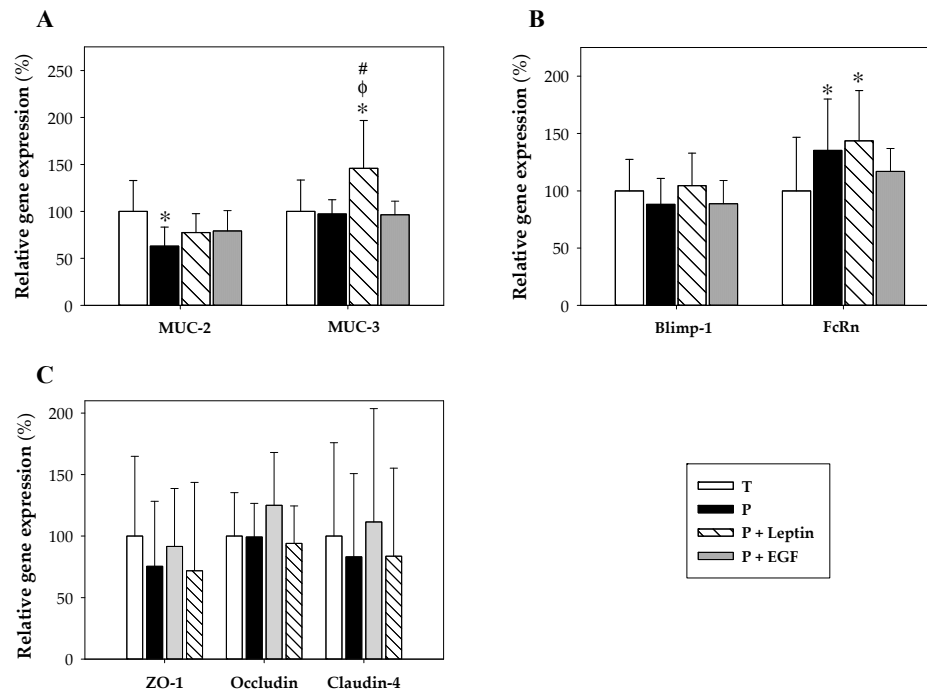 A
Relative gene expression (%)
250
200
150
100
50
0
#
ϕ
*
*
MUC-2 MUC-3
B
Relative gene expression (%)
200
150
100
50
0
* *
Blimp-1 FcRn
C
Relative gene expression (%)
200
150
100
50
0
ZO-1 Occludin Claudin-4
T
P
P + Leptin
P + EGF